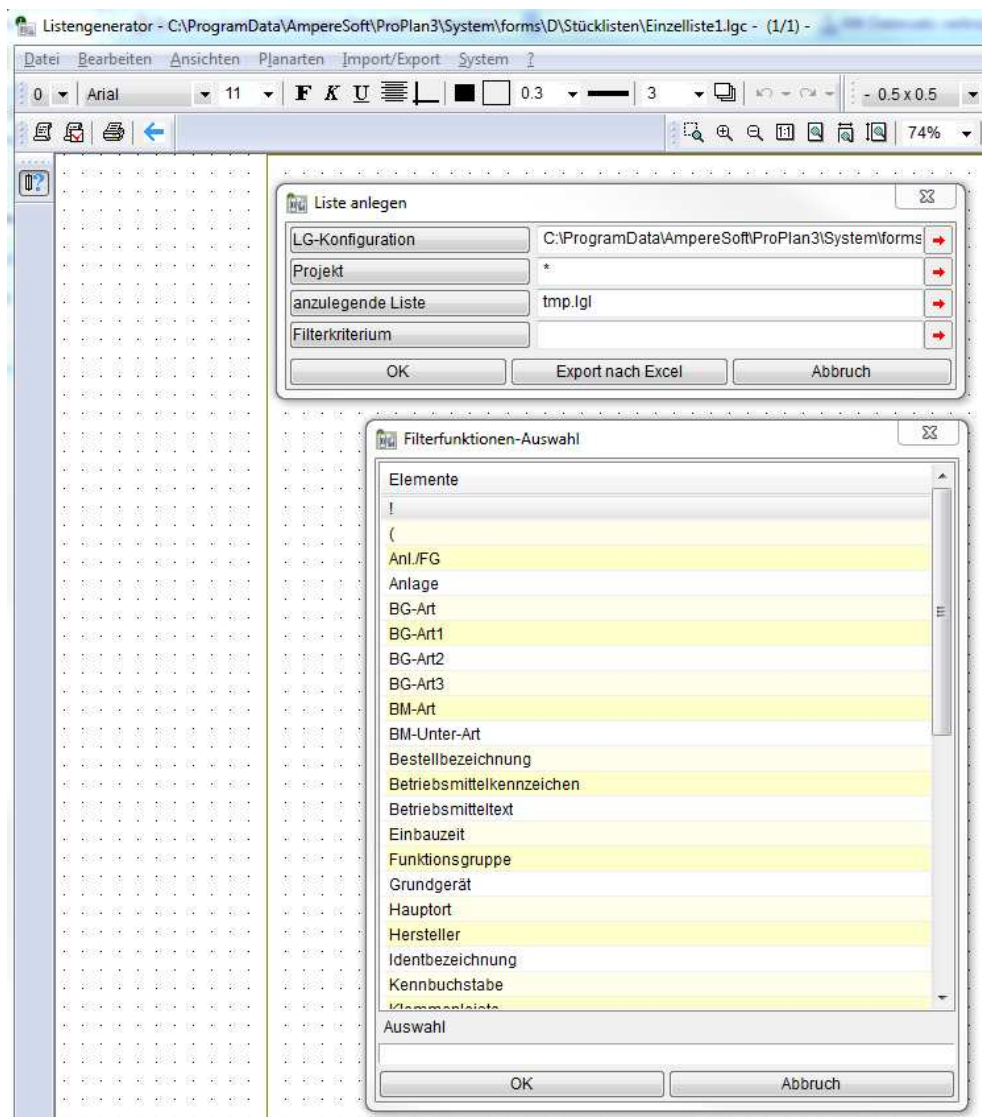 Listengenerator - C:\ProgramData\AmpereSoft\ProPlan3\System\forms\D\Stücklisten\Einzelliste1.lgc - (1/1) -
Datei Bearbeiten Ansichten Planarten Import/Export System ?
0 Arial 11 F K U 0.3 3 - 0.5 x 0.5
1:1 74%
Liste anlegen
LG-Konfiguration C:\ProgramData\AmpereSoft\ProPlan3\System\forms
Projekt *
anzulegende Liste tmp.lgl
Filterkriterium
OK Export nach Excel Abbruch
Filterfunktionen-Auswahl
Elemente
!
(
Anl./FG
Anlage
BG-Art
BG-Art1
BG-Art2
BG-Art3
BM-Art
BM-Unter-Art
Bestellbezeichnung
Betriebsmittelkennzeichen
Betriebsmitteltext
Einbauzeit
Funktionsgruppe
Grundgerät
Hauptort
Hersteller
Identbezeichnung
Kennbuchstabe
Auswahl
OK Abbruch